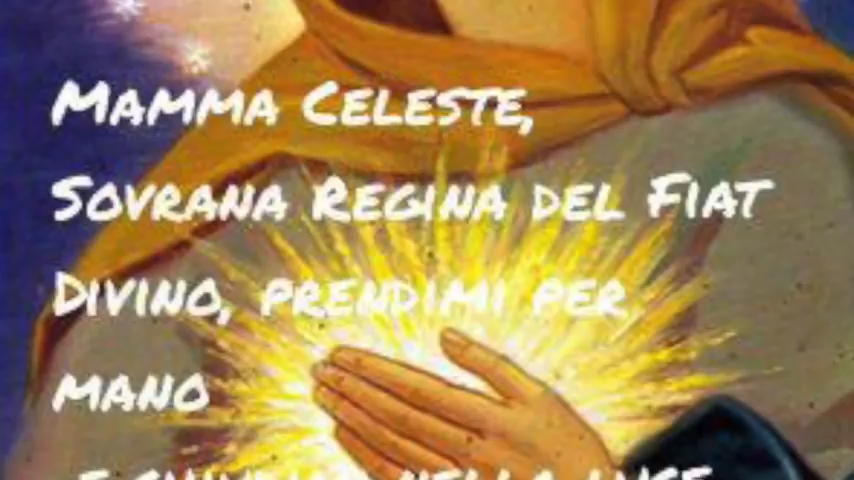 Mamma Celeste,
Sovrana Regina del Fiat
Divino, prendimi per
mano